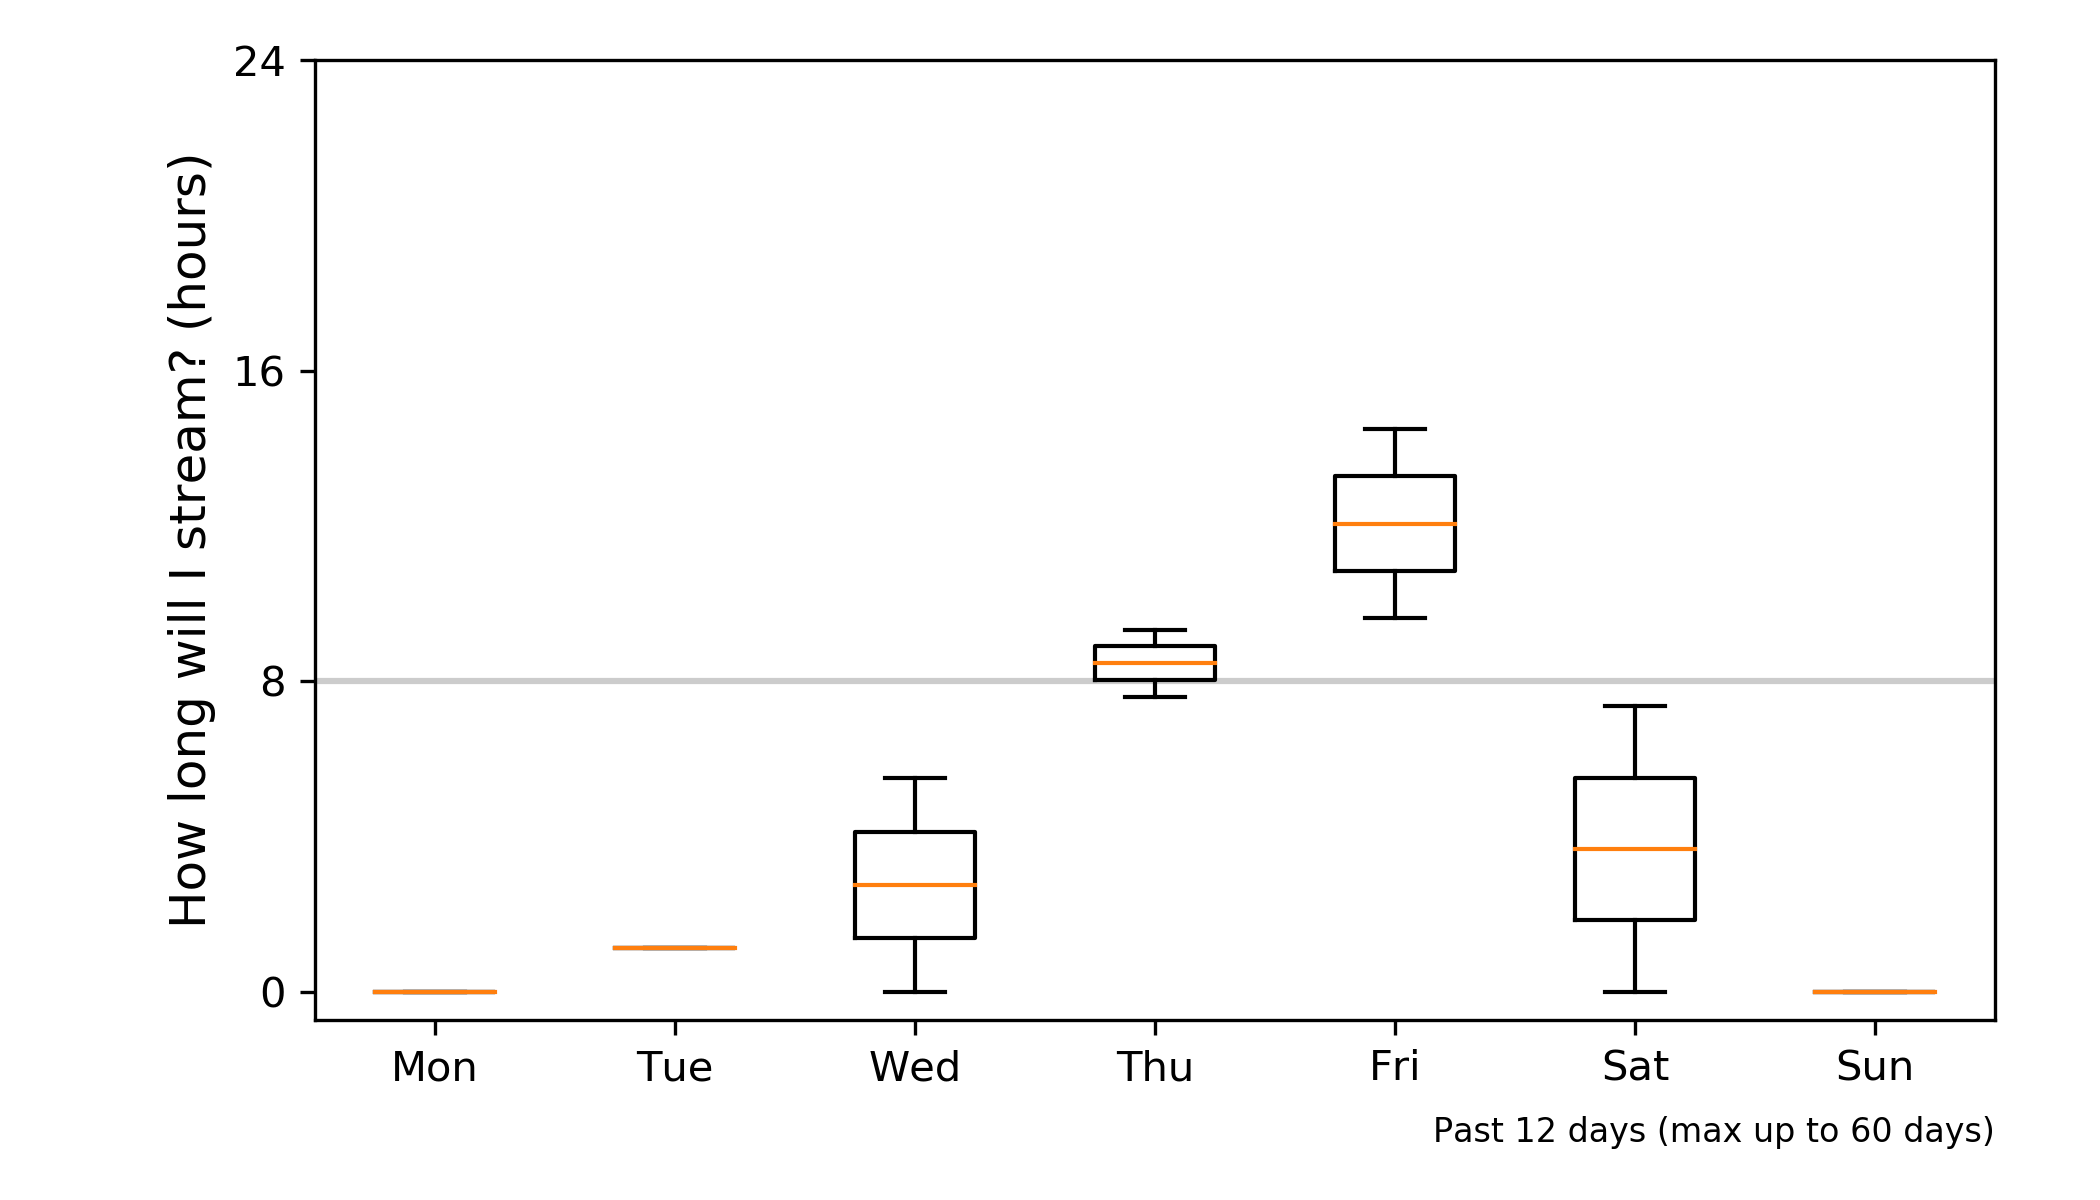 How long will I stream? (hours)
24
16
8
0
Mon Tue Wed Thu Fri Sat Sun
Past 12 days (max up to 60 days)